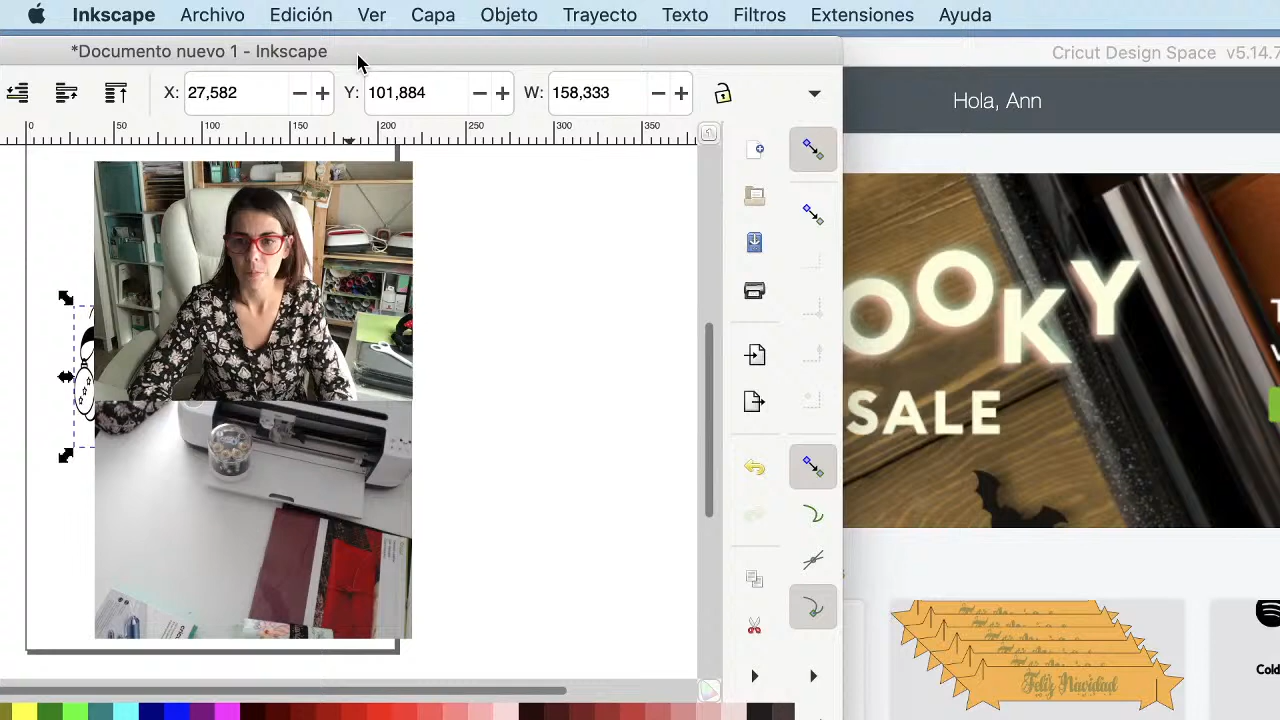 Inkscape Archivo Edición Ver Capa Objeto Trayecto Texto Filtros Extensiones Ayuda
*Documento nuevo 1 - Inkscape
Cricut Design Space v5.14.7
X: 27,582 Y: 101,884 W: 158,333
Hola, Ann
0 50 100 150 200 250 300 350
OOKY
SALE
Feliz Navidad
Cold